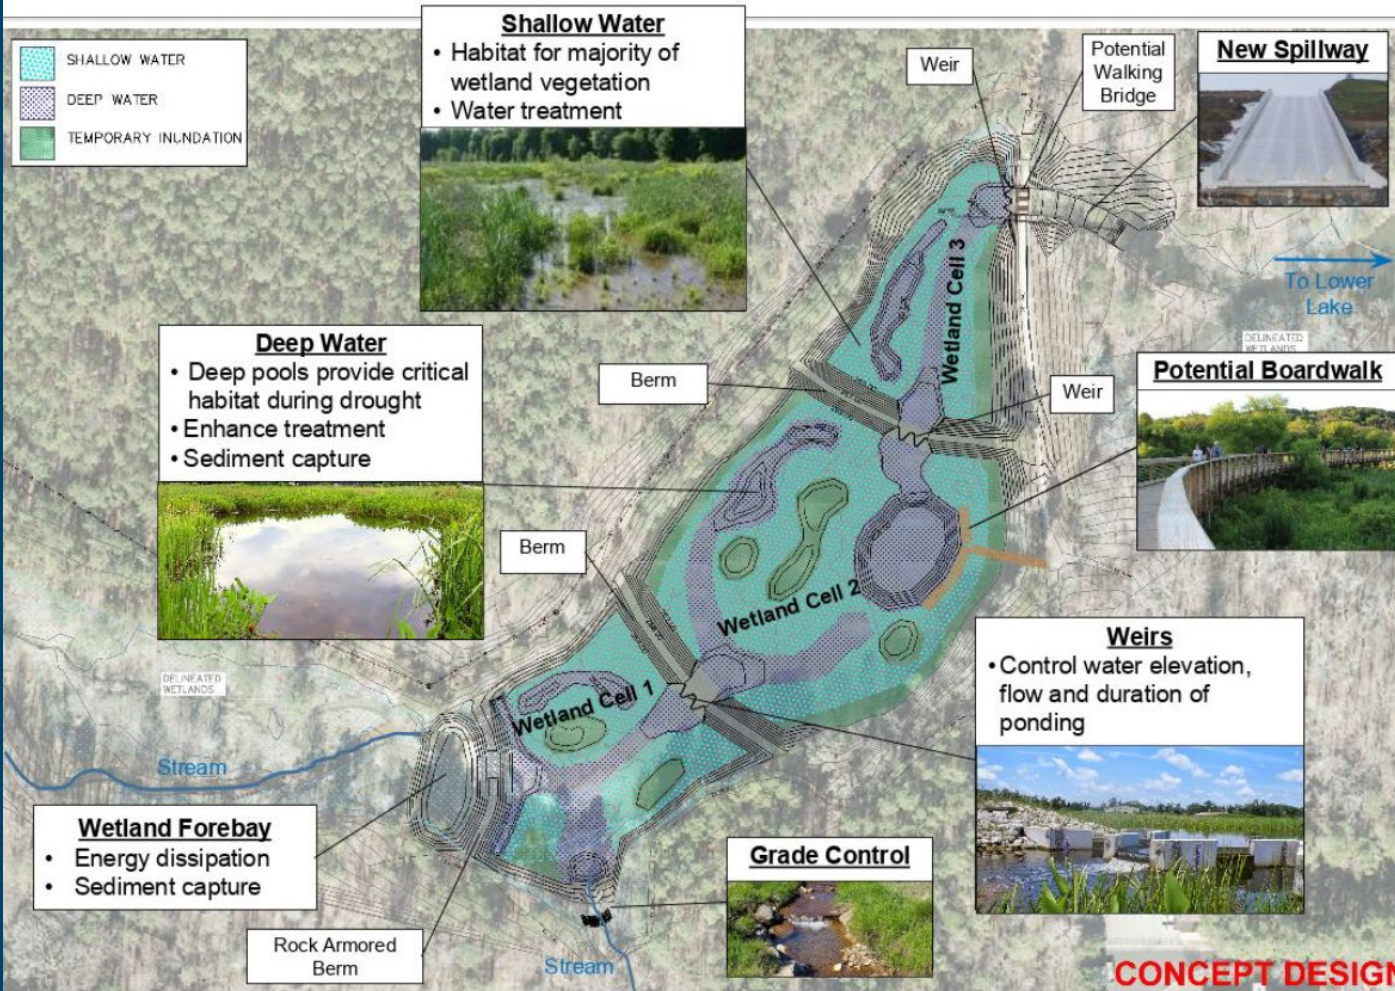 SHALLOW WATER
DEEP WATER
TEMPORARY INUNDATION
Shallow Water
• Habitat for majority of
wetland vegetation
• Water treatment
Weir
Potential
Walking
Bridge
New Spillway
To Lower
Lake
DELINEATED
WETLANDS
Wetland Cell 3
Deep Water
• Deep pools provide critical
habitat during drought
• Enhance treatment
• Sediment capture
Berm
Weir
Potential Boardwalk
Berm
Wetland Cell 2
Weirs
• Control water elevation,
flow and duration of
ponding
DELINEATED
WETLANDS
Wetland Cell 1
Stream
Wetland Forebay
• Energy dissipation
• Sediment capture
Grade Control
Rock Armored
Berm
Stream
CONCEPT DESIGN